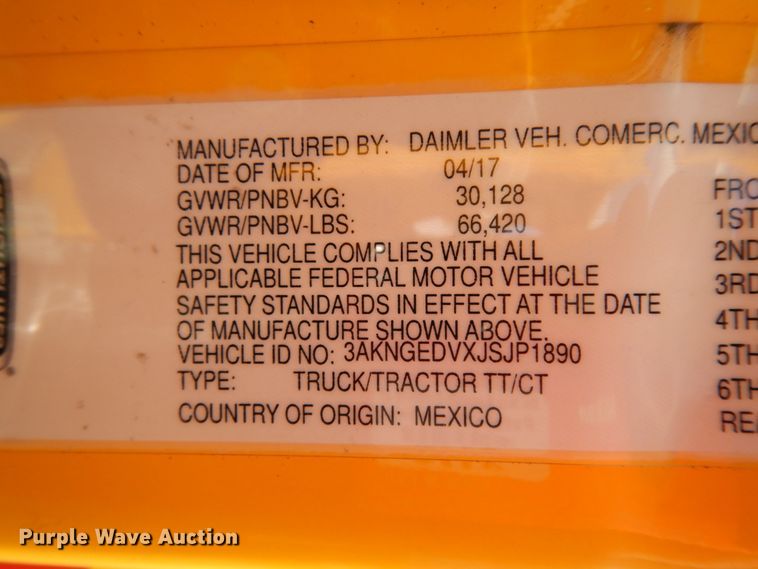 MANUFACTURED BY: DAIMLER VEH. COMERC. MEXIC
DATE OF MFR: 04/17
GVWR/PNBV-KG: 30,128
GVWR/PNBV-LBS: 66,420
THIS VEHICLE COMPLIES WITH ALL
APPLICABLE FEDERAL MOTOR VEHICLE
SAFETY STANDARDS IN EFFECT AT THE DATE
OF MANUFACTURE SHOWN ABOVE.
VEHICLE ID NO: 3AKNGEDVXJSJP1890
TYPE: TRUCK/TRACTOR TT/CT
COUNTRY OF ORIGIN: MEXICO
FRO
1ST
2ND
3RD
4TH
5TH
6TH
REA
Purple Wave Auction